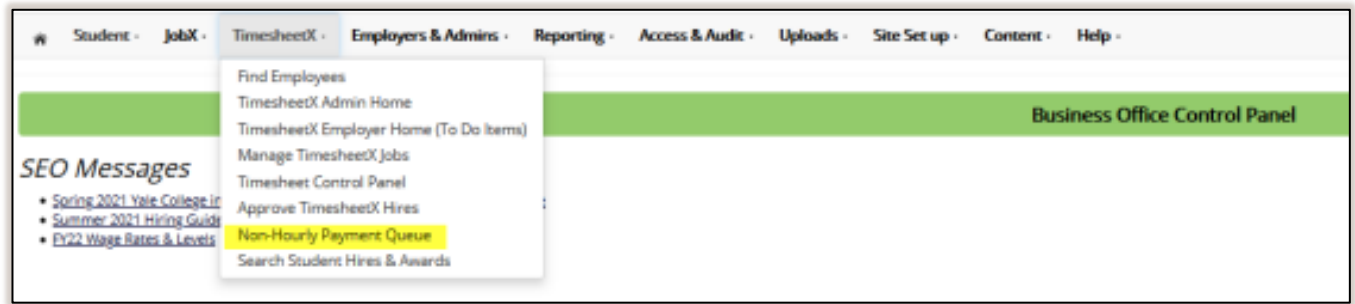 Student JobX TimesheetX Employers & Admins Reporting Access & Audit Uploads Site Set up Content Help
Find Employees
TimesheetX Admin Home
TimesheetX Employer Home (To Do Items)
Manage TimesheetX Jobs
Timesheet Control Panel
Approve TimesheetX Hires
Non-Hourly Payment Queue
Search Student Hires & Awards
Business Office Control Panel
SEO Messages
• Spring 2021 Yale College in
• Summer 2021 Hiring Guide
• FY22 Wage Rates & Levels